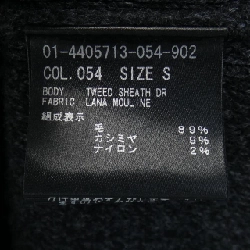 01-4405713-054-902
COL.054 SIZE S
BODY TWEED SHEATH DR
FABRIC LANA MOULINE
組成表示
毛 89%
カシミヤ 9%
ナイロン 2%